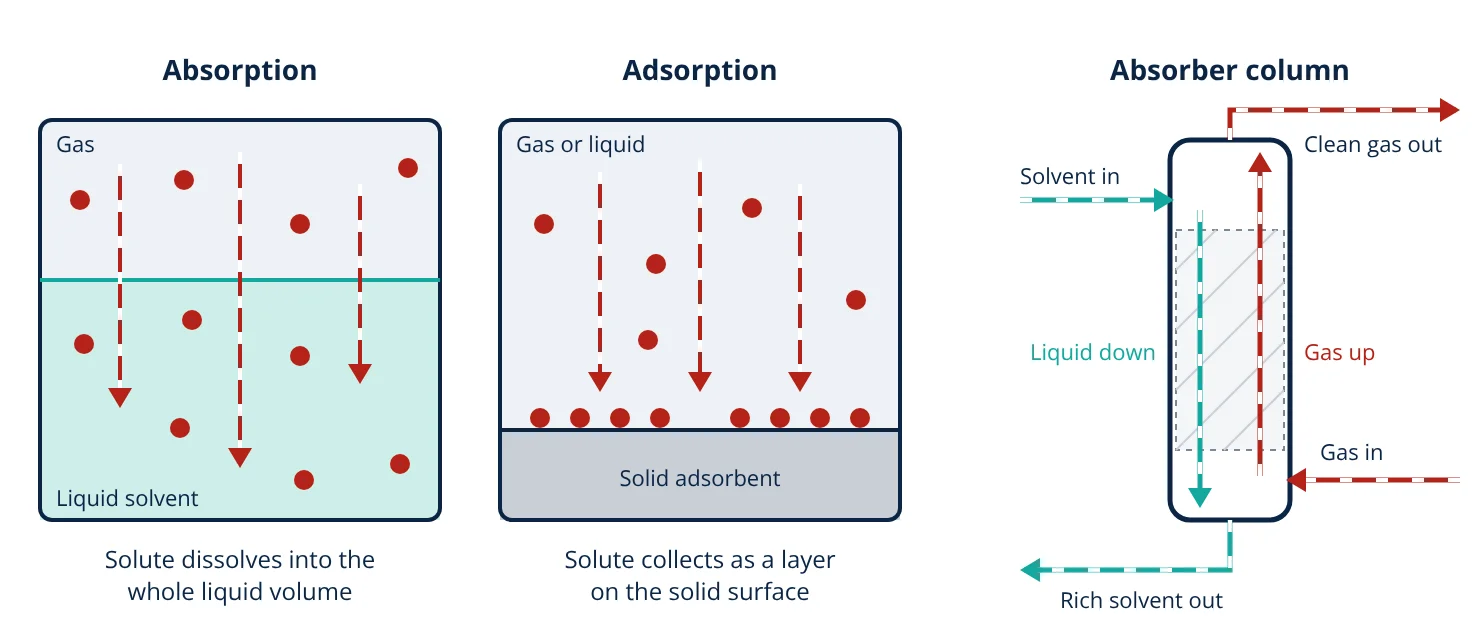 Absorption
Gas
Liquid solvent
Solute dissolves into the
whole liquid volume
Adsorption
Gas or liquid
Solid adsorbent
Solute collects as a layer
on the solid surface
Absorber column
Clean gas out
Solvent in
Liquid down
Gas up
Gas in
Rich solvent out